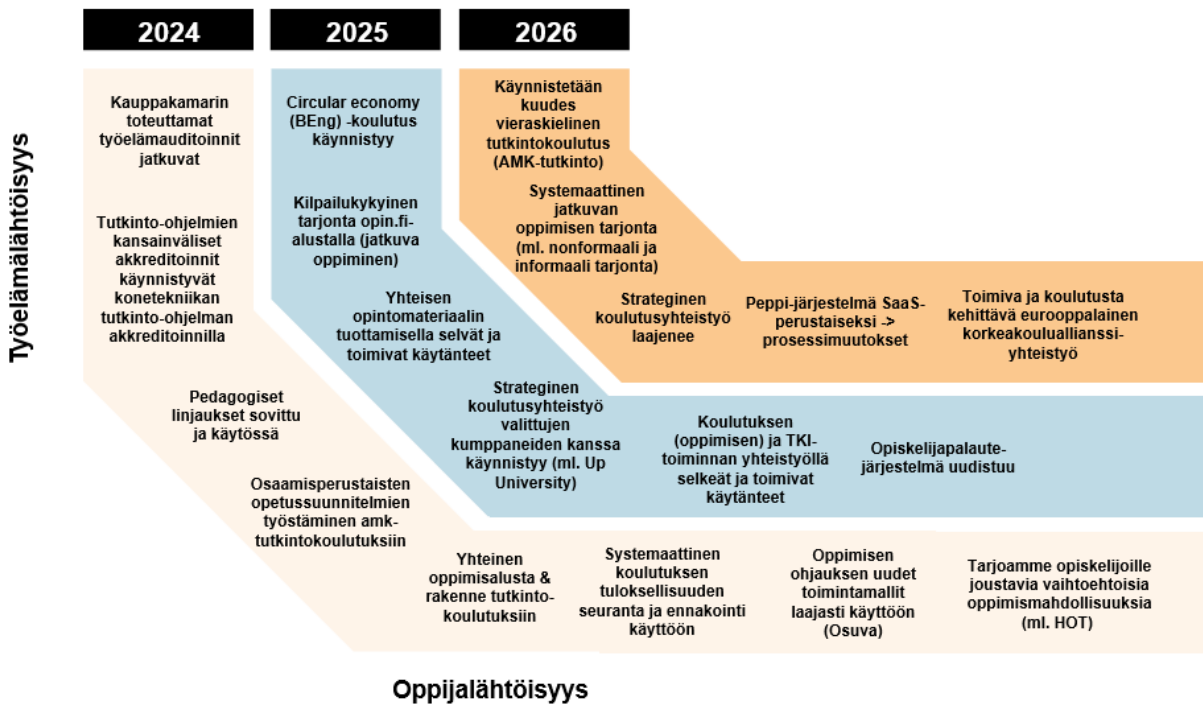 2024
2025
2026
Työelämälähtöisyys
Kauppakamarin
toteuttamat
työelämäauditoinnit
jatkuvat
Tutkinto-ohjelmien
kansainväliset
akkreditoinnit
käynnistyvät
konetekniikan
tutkinto-ohjelman
akkreditoinnilla
Pedagogiset
linjaukset sovittu
ja käytössä
Osaamisperustaisten
opetussuunnitelmien
työstäminen amk-
tutkintokoulutuksiin
Yhteinen
oppimisalusta &
rakenne tutkinto-
koulutuksiin
Systemaattinen
koulutuksen
tuloksellisuuden
seuranta ja ennakointi
käyttöön
Oppimisen
ohjauksen uudet
toimintamallit
laajasti käyttöön
(Osuva)
Tarjoamme opiskelijoille
joustavia vaihtoehtoisia
oppimismahdollisuuksia
(ml. HOT)
Circular economy
(BEng) -koulutus
käynnistyy
Kilpailukykyinen
tarjonta opin.fi-
alustalla (jatkuva
oppiminen)
Yhteisen
opintomateriaalin
tuottamisella selvät ja
toimivat käytänteet
Strateginen
koulutusyhteistyö
valittujen
kumppaneiden kanssa
käynnistyy (ml. Up
University)
Koulutuksen
(oppimisen) ja TKI-
toiminnan yhteistyöllä
selkeät ja toimivat
käytänteet
Opiskelijapalaute-
järjestelmä uudistuu
Käynnistetään
kuudes
vieraskielinen
tutkintokoulutus
(AMK-tutkinto)
Systemaattinen
jatkuvan
oppimisen tarjonta
(ml. nonformaali ja
informaali tarjonta)
Strateginen
koulutusyhteistyö
laajenee
Peppi-järjestelmä SaaS-
perustaiseksi ->
prosessimuutokset
Toimiva ja koulutusta
kehittävä eurooppalainen
korkeakouluallianssi-
yhteistyö
Oppijalähtöisyys